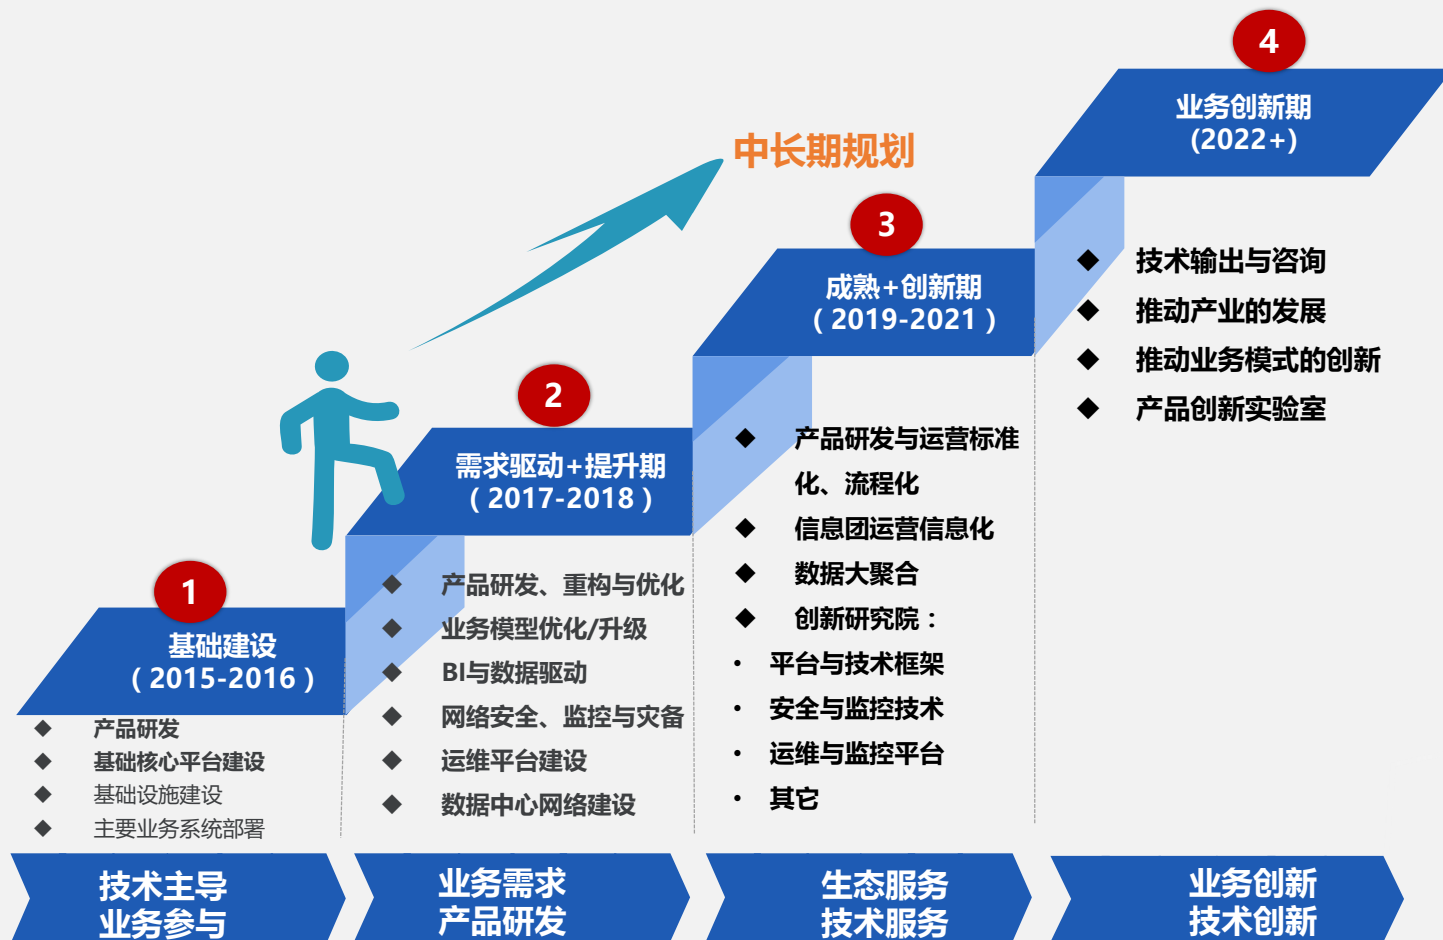 中长期规划
1
基础建设
（2015-2016）
产品研发
基础核心平台建设
基础设施建设
主要业务系统部署
技术主导
业务参与
2
需求驱动+提升期
（2017-2018）
产品研发、重构与优化
业务模型优化/升级
BI与数据驱动
网络安全、监控与灾备
运维平台建设
数据中心网络建设
业务需求
产品研发
3
成熟+创新期
（2019-2021）
产品研发与运营标准
化、流程化
信息团运营信息化
数据大聚合
创新研究院：
平台与技术框架
安全与监控技术
运维与监控平台
其它
生态服务
技术服务
4
业务创新期
(2022+)
技术输出与咨询
推动产业的发展
推动业务模式的创新
产品创新实验室
业务创新
技术创新